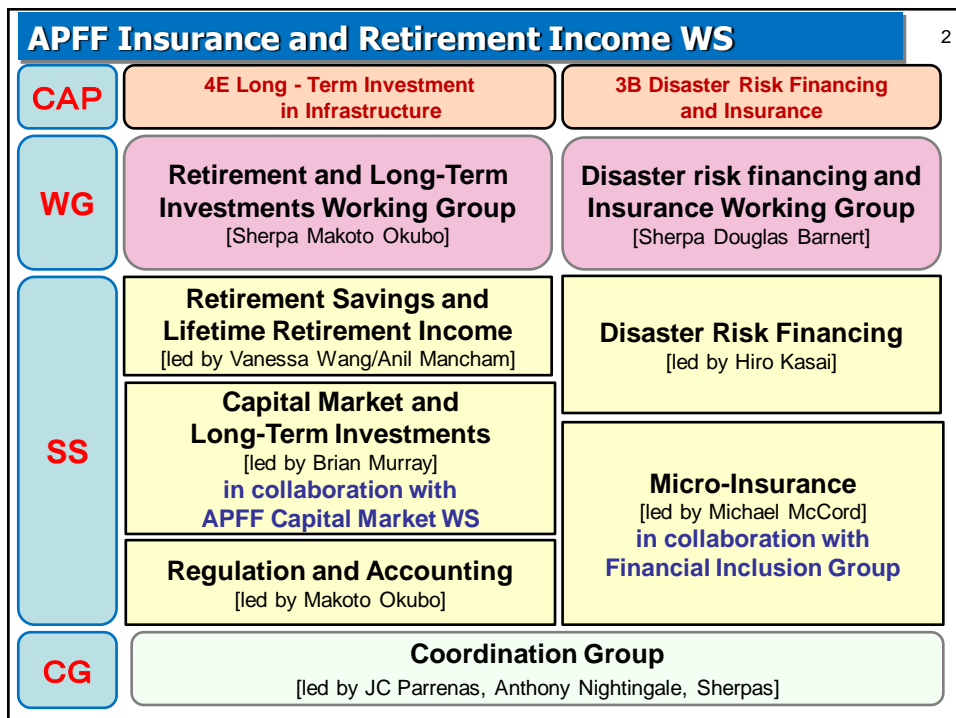 APFF Insurance and Retirement Income WS
2
CAP
4E Long - Term Investment
in Infrastructure
3B Disaster Risk Financing
and Insurance
WG
Retirement and Long-Term
Investments Working Group
[Sherpa Makoto Okubo]
Disaster risk financing and
Insurance Working Group
[Sherpa Douglas Barnert]
SS
Retirement Savings and
Lifetime Retirement Income
[led by Vanessa Wang/Anil Mancham]
Capital Market and
Long-Term Investments
[led by Brian Murray]
in collaboration with
APFF Capital Market WS
Regulation and Accounting
[led by Makoto Okubo]
Disaster Risk Financing
[led by Hiro Kasai]
Micro-Insurance
[led by Michael McCord]
in collaboration with
Financial Inclusion Group
CG
Coordination Group
[led by JC Parrenas, Anthony Nightingale, Sherpas]